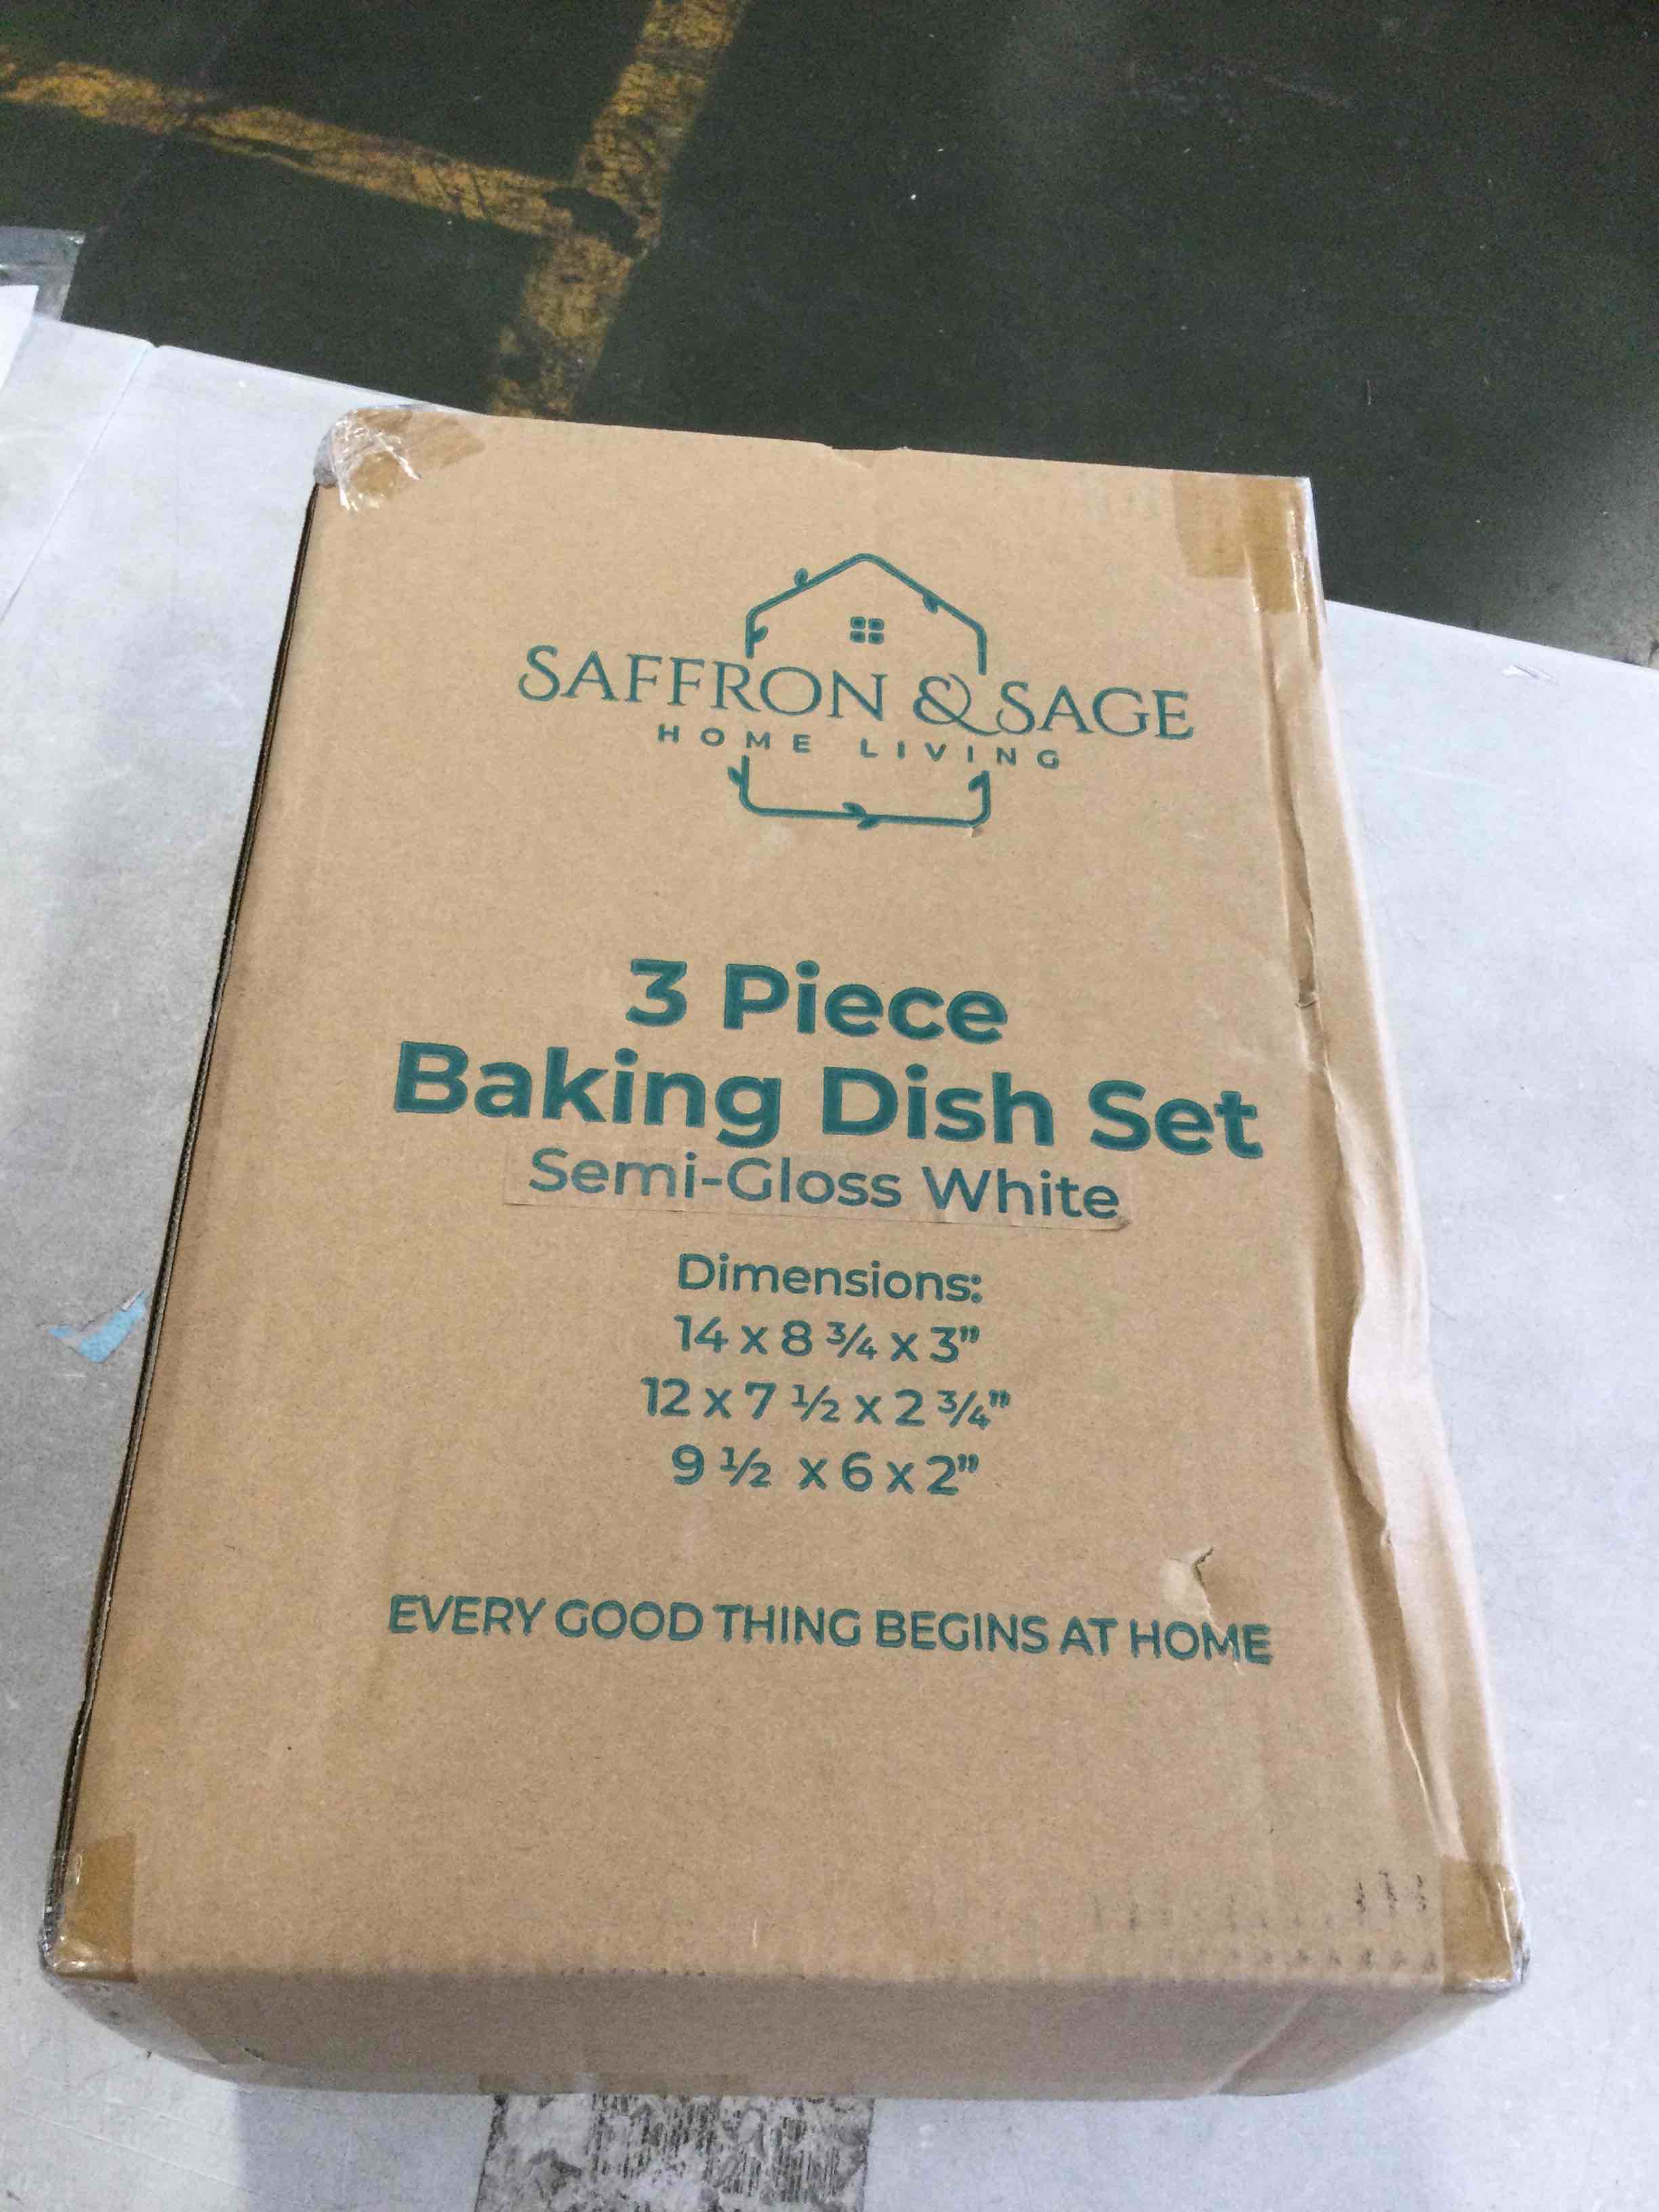 SAFFRON & SAGE
HOME LIVING
3 Piece
Baking Dish Set
Semi-Gloss White
Dimensions:
14 x 8 ¾ x 3”
12 x 7 ½ x 2 ¾”
9 ½ x 6 x 2”
EVERY GOOD THING BEGINS AT HOME